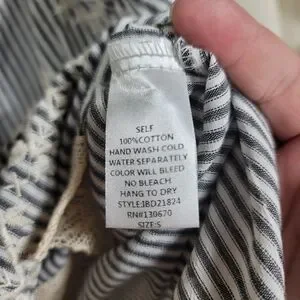 SELF
100%COTTON
HAND WASH COLD
WATER SEPARATELY
COLOR WILL BLEED
NO BLEACH
HANG TO DRY
STYLE:IBD21824
RN#139670
SIZE:S